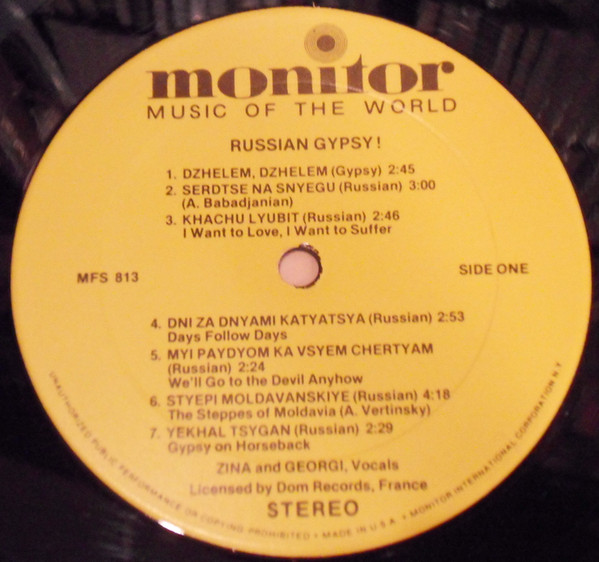 monitor
MUSIC OF THE WORLD
RUSSIAN GYPSY!
1. DZHELEM, DZHELEM (Gypsy) 2:45
2. SERDTSE NA SNYEGU (Russian) 3:00
(A. Babadjanian)
3. KHACHU LYUBIT (Russian) 2:46
I Want to Love, I Want to Suffer
MFS 813
SIDE ONE
4. DNI ZA DNYAMI KATYATSYA (Russian) 2:53
Days Follow Days
5. MYI PAYDYOM KA VSYEM CHERTYAM
(Russian) 2:24
We'll Go to the Devil Anyhow
6. STYEPI MOLDAVANSKIYE (Russian) 4:18
The Steppes of Moldavia (A. Vertinsky)
7. YEKHAL TSYGAN (Russian) 2:29
Gypsy on Horseback
ZINA and GEORGI, Vocals
Licensed by Dom Records, France
STEREO
UNAUTHORIZED PUBLIC PERFORMANCE OR COPYING PROHIBITED • MADE IN U.S.A. • MONITOR INTERNATIONAL CORPORATION N.Y.